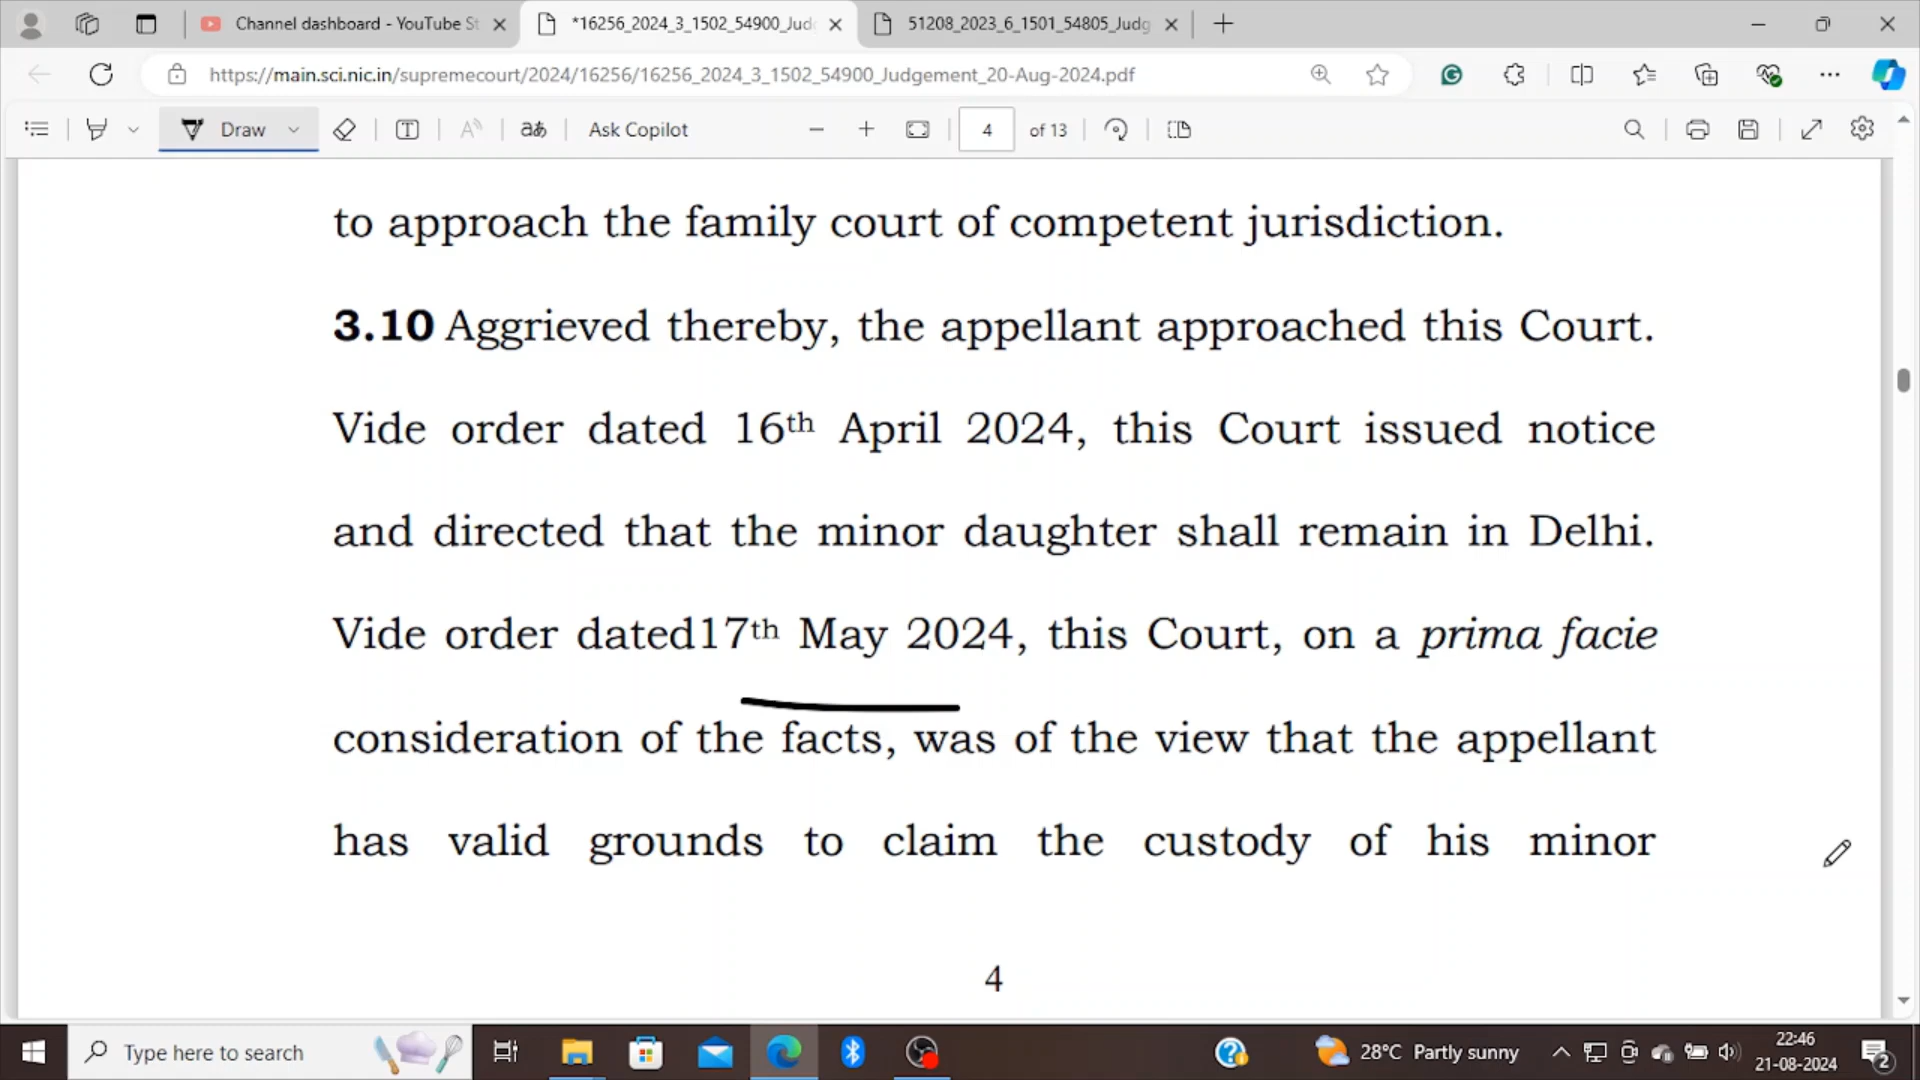 Channel dashboard - YouTube St
*16256_2024_3_1502_54900_Jud
51208_2023_6_1501_54805_Judg
https://main.sci.nic.in/supremecourt/2024/16256/16256_2024_3_1502_54900_Judgement_20-Aug-2024.pdf
Draw
Ask Copilot
4 of 13
to approach the family court of competent jurisdiction.
3.10 Aggrieved thereby, the appellant approached this Court.
Vide order dated 16th April 2024, this Court issued notice
and directed that the minor daughter shall remain in Delhi.
Vide order dated17th May 2024, this Court, on a prima facie
consideration of the facts, was of the view that the appellant
has valid grounds to claim the custody of his minor
4
Type here to search
28°C Partly sunny
22:46
21-08-2024
2